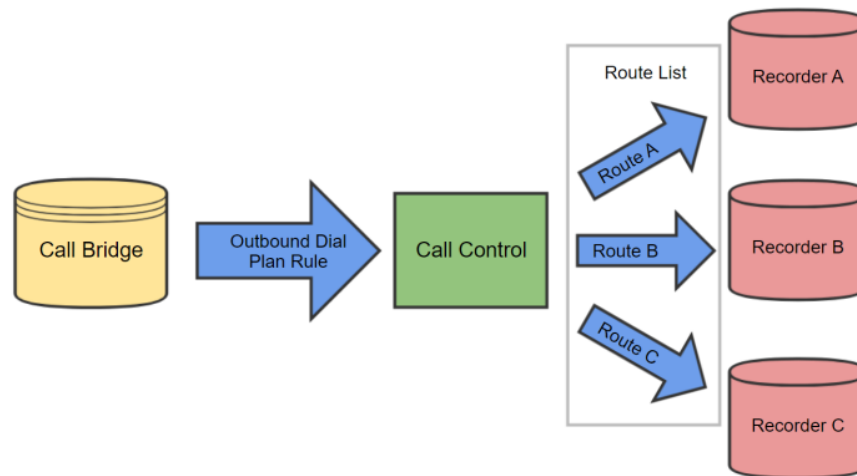 Call Bridge
Outbound Dial
Plan Rule
Call Control
Route List
Route A
Route B
Route C
Recorder A
Recorder B
Recorder C